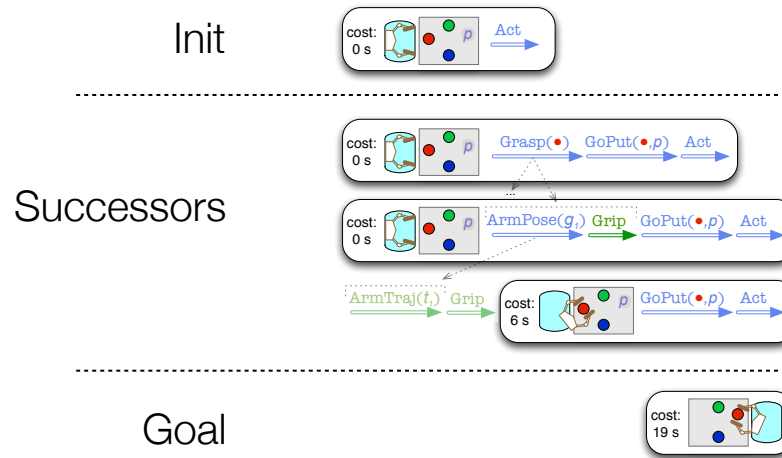 Init
cost:
0 s
p
Act
Successors
cost:
0 s
p
Grasp(•) GoPut(•,p) Act
...
cost:
0 s
p
ArmPose(g₁) Grip GoPut(•,p) Act
ArmTraj(t₁) Grip
cost:
6 s
p
GoPut(•,p) Act
Goal
cost:
19 s